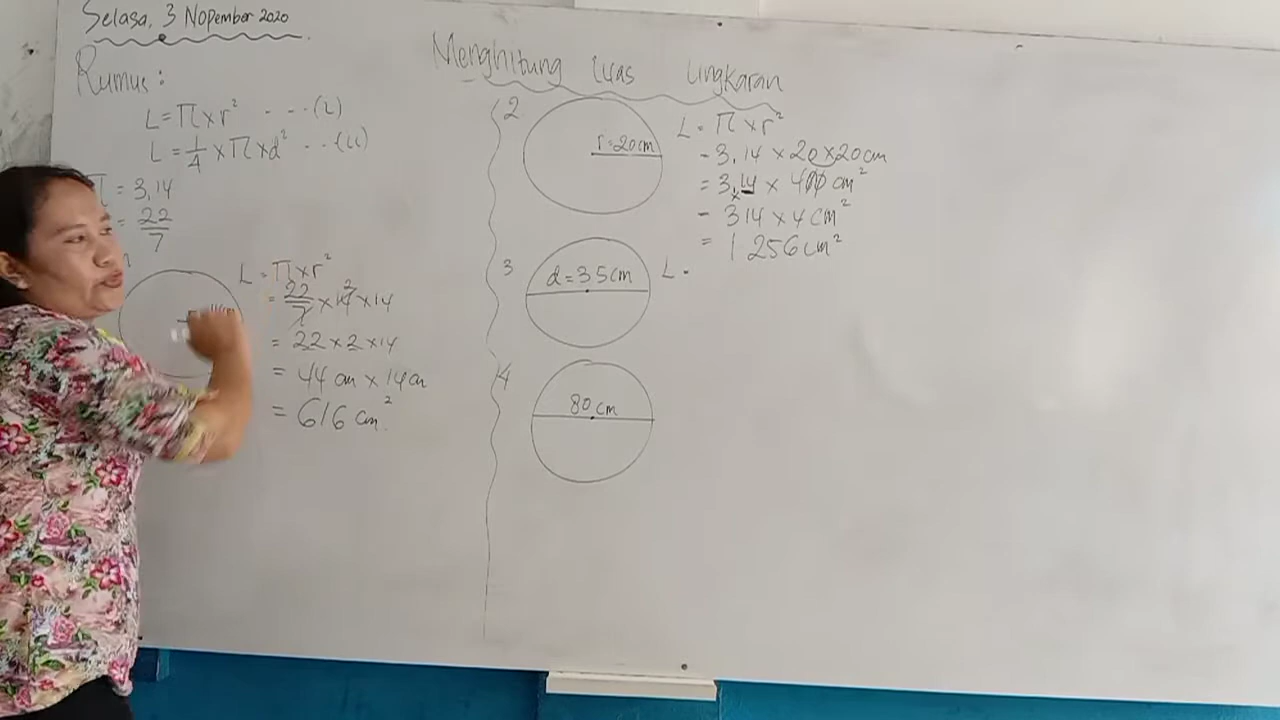 Selasa, 3 Nopember 2020
Menghitung Luas Lingkaran
Rumus :
L = π x r² - - - (i)
L = 1/4 x π x d² - - (ii)
π = 3,14
= 22/7
L = π x r²
= 22/7 x 14 2 x 14
= 22 x 2 x 14
= 44 cm x 14 cm
= 616 cm²
2
r = 20 cm
L = π x r²
= 3,14 x 20 x 20 cm
= 3,14 x 400 cm²
= 314 x 4 cm²
= 1.256 cm²
3
d = 35 cm
L =
4
80 cm